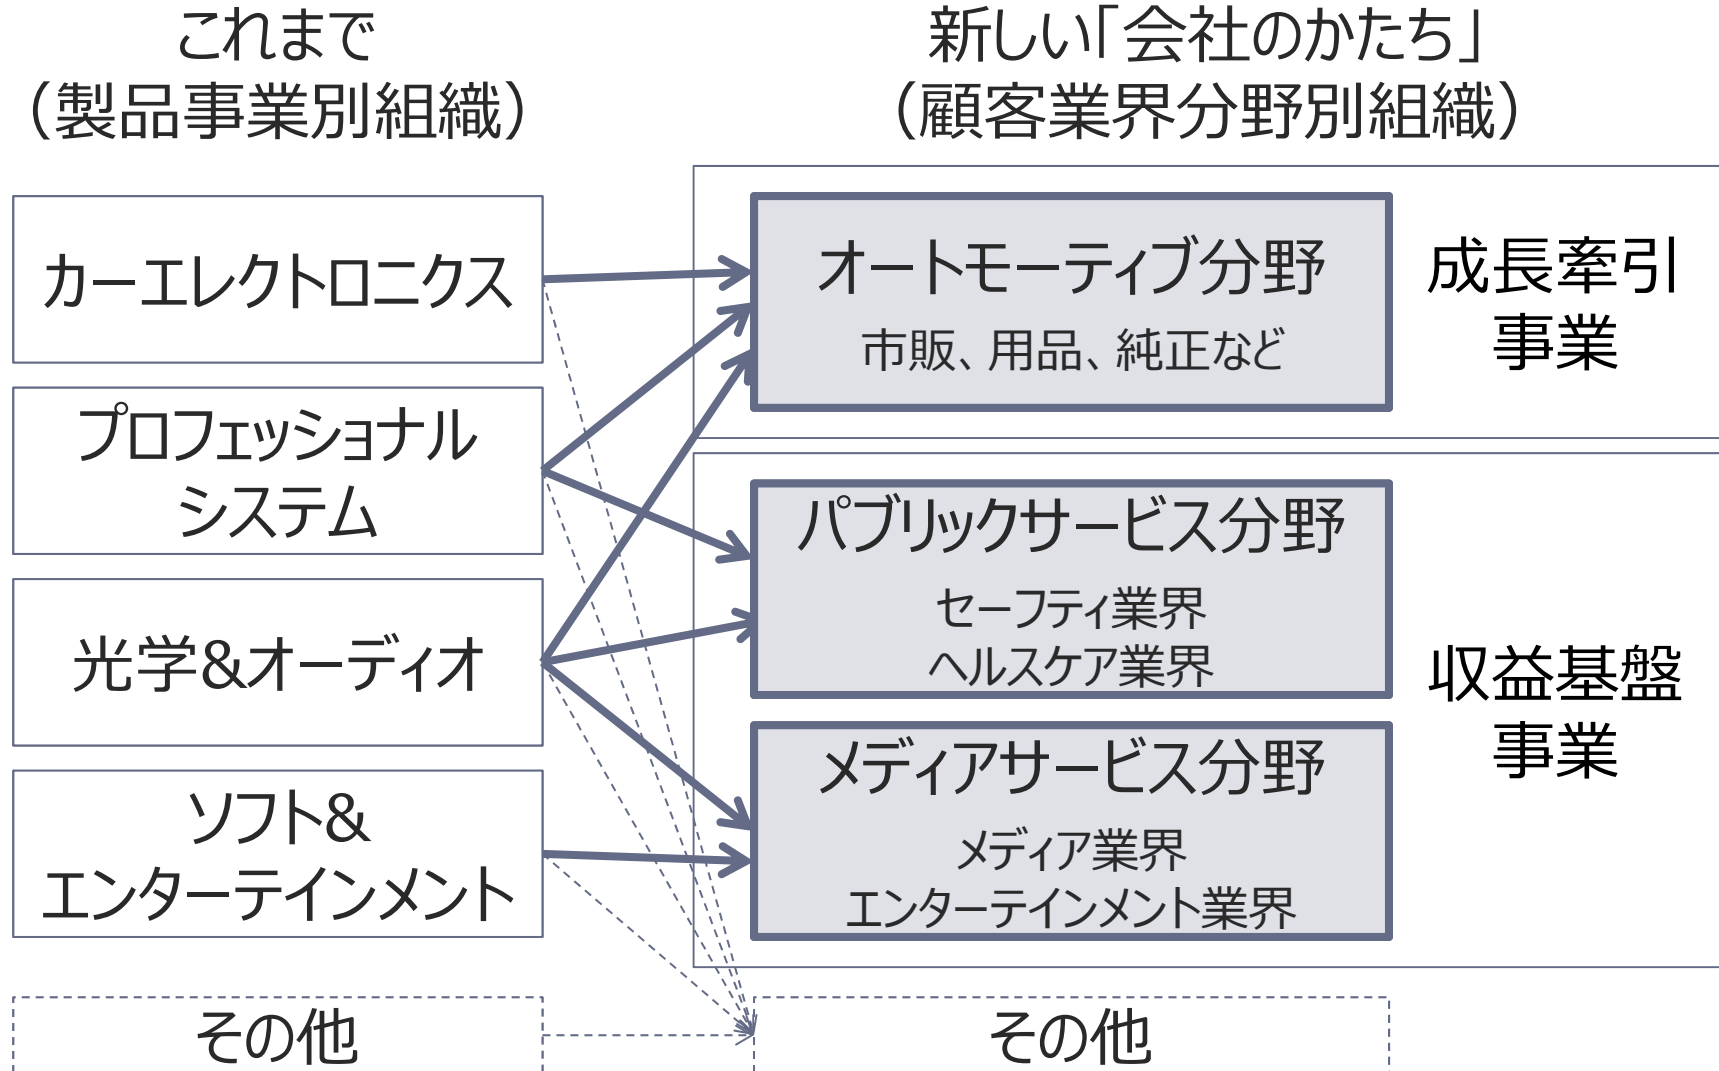 これまで
（製品事業別組織）
新しい「会社のかたち」
（顧客業界分野別組織）
カーエレクトロニクス
プロフェッショナル
システム
光学&オーディオ
ソフト&
エンターテインメント
その他
オートモーティブ分野
市販、用品、純正など
成長牽引
事業
パブリックサービス分野
セーフティ業界
ヘルスケア業界
メディアサービス分野
メディア業界
エンターテインメント業界
収益基盤
事業
その他